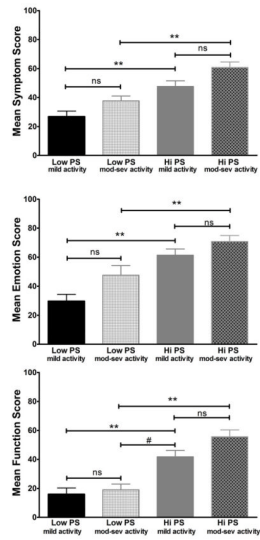 Mean Symptom Score
100
80
60
40
20
0
**
ns
**
ns
Low PS
mild activity
Low PS
mod-sev activity
Hi PS
mild activity
Hi PS
mod-sev activity
Mean Emotion Score
100
80
60
40
20
0
**
ns
**
ns
Low PS
mild activity
Low PS
mod-sev activity
Hi PS
mild activity
Hi PS
mod-sev activity
Mean Function Score
100
80
60
40
20
0
**
ns
**
#
ns
Low PS
mild activity
Low PS
mod-sev activity
Hi PS
mild activity
Hi PS
mod-sev activity